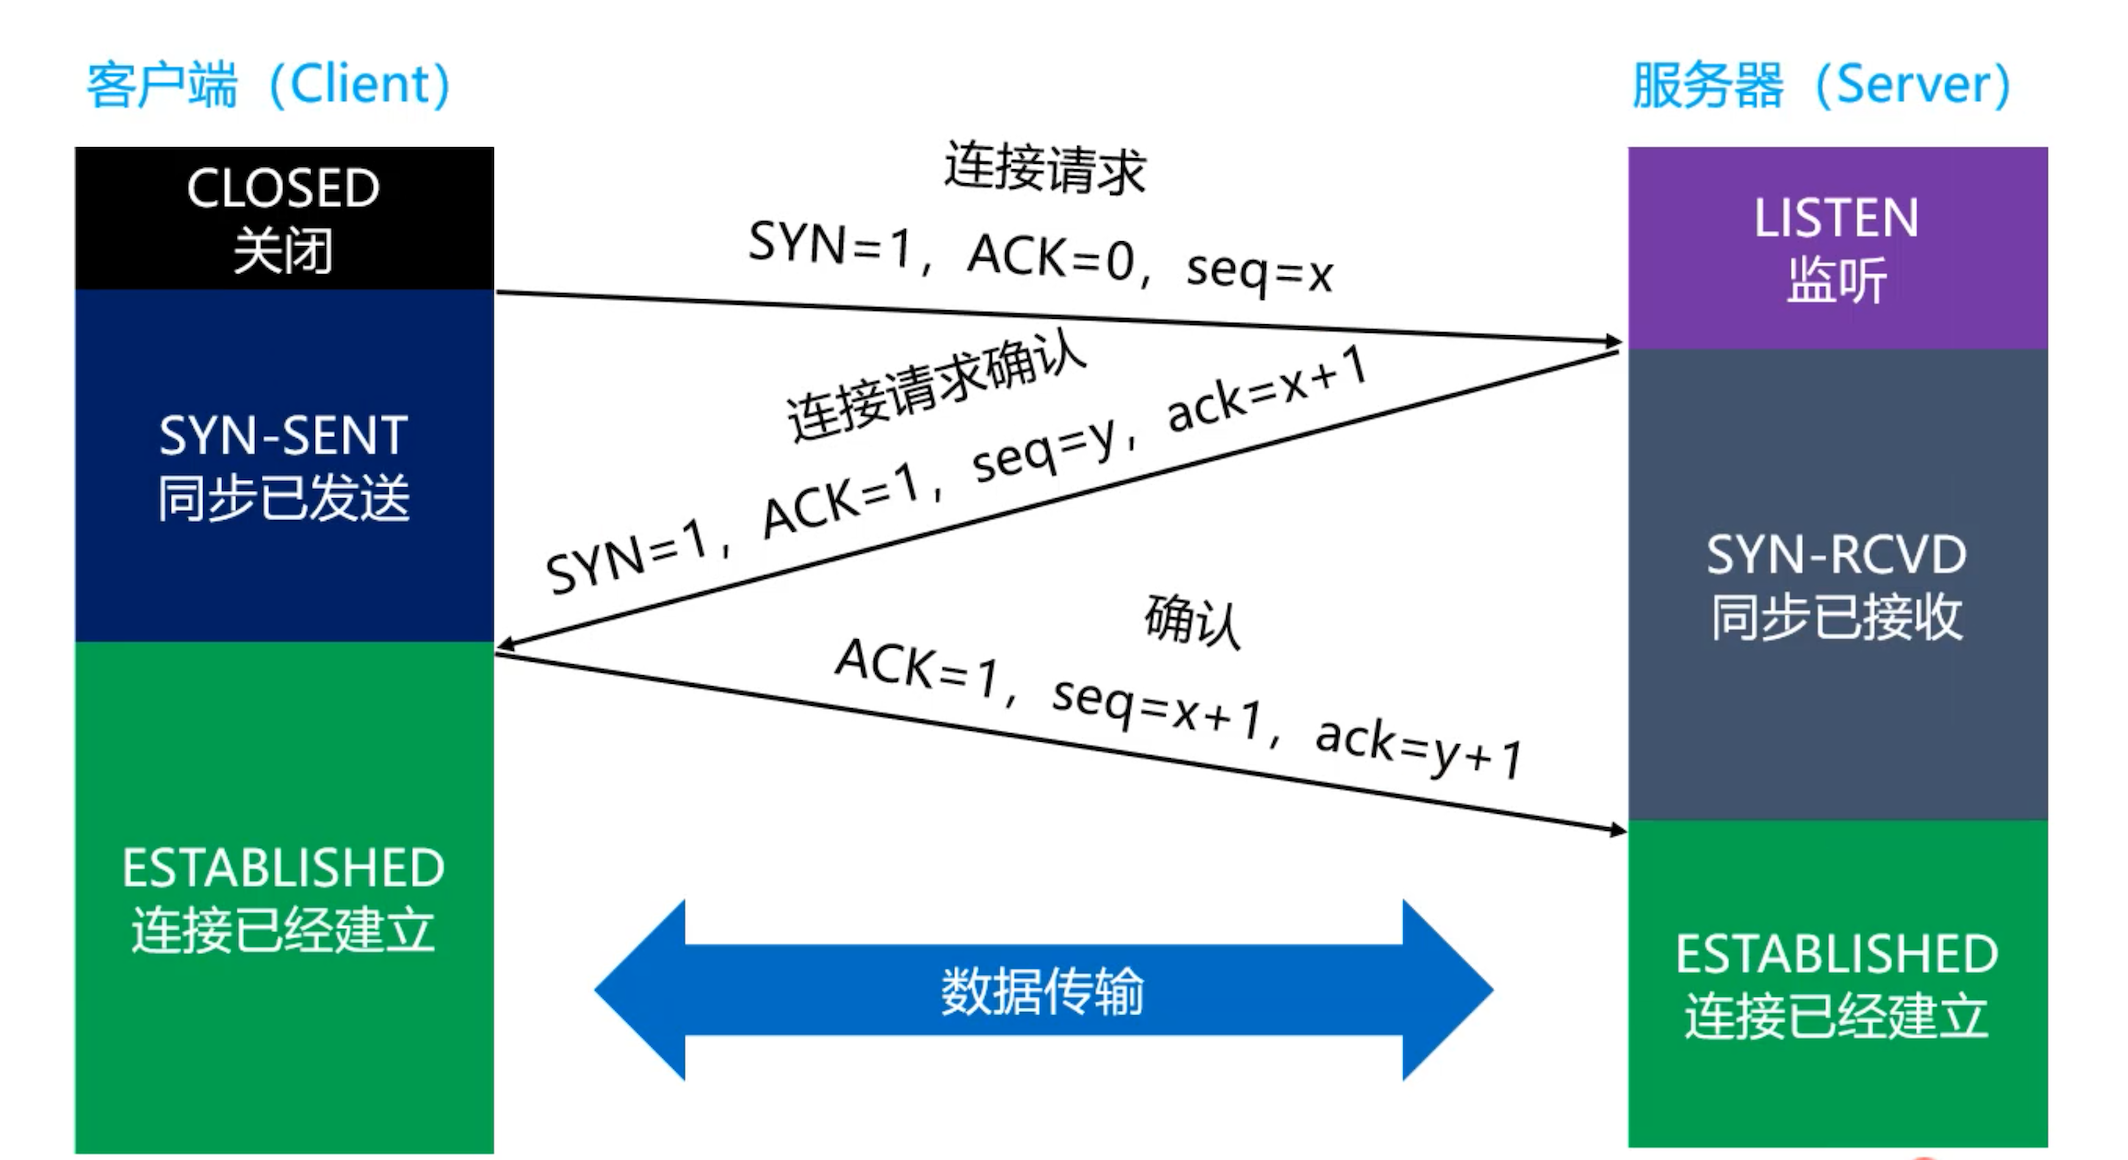 客户端（Client）
服务器（Server）
CLOSED
关闭
连接请求
SYN=1，ACK=0，seq=x
LISTEN
监听
SYN-SENT
同步已发送
连接请求确认
SYN=1，ACK=1，seq=y，ack=x+1
SYN-RCVD
同步已接收
确认
ACK=1，seq=x+1，ack=y+1
ESTABLISHED
连接已经建立
数据传输
ESTABLISHED
连接已经建立